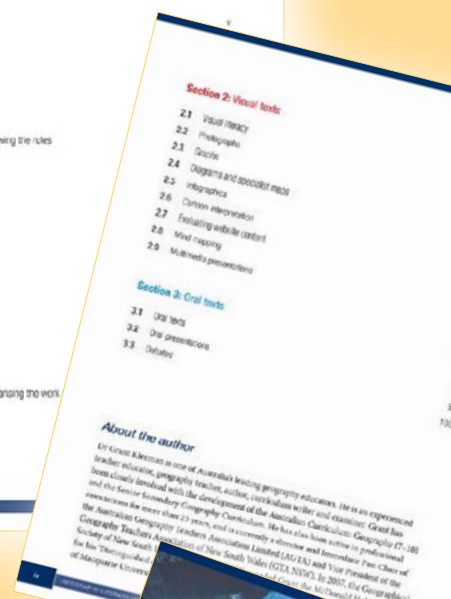 v
wing the rules
anising the work
Section 2: Visual texts
2.1 Visual literacy
2.2 Photographs
2.3 Graphs
2.4 Diagrams and specialist maps
2.5 Infographics
2.6 Cartoon interpretation
2.7 Evaluating website content
2.8 Mind mapping
2.9 Multimedia presentations
Section 3: Oral texts
3.1 Oral texts
3.2 Oral presentations
3.3 Debates
About the author
Dr Grant Kleeman is one of Australia's leading geography educators. He is an experienced
teacher educator, geography teacher, author, curriculum writer and examiner. Grant has
been closely involved with the development of the Australian Curriculum: Geography (7–10)
and the Senior Secondary Geography Curriculum. He has also been active in professional
associations for more than 25 years, and is currently a director and Immediate Past Chair of
the Australian Geography Teachers Association Limited (AGTA) and Vice President of the
Geography Teachers Association of New South Wales (GTA NSW). In 2007, the Geographical
Society of New South Grant the McDonald
for his 'Distinguished
of Macquarie Univers
iv